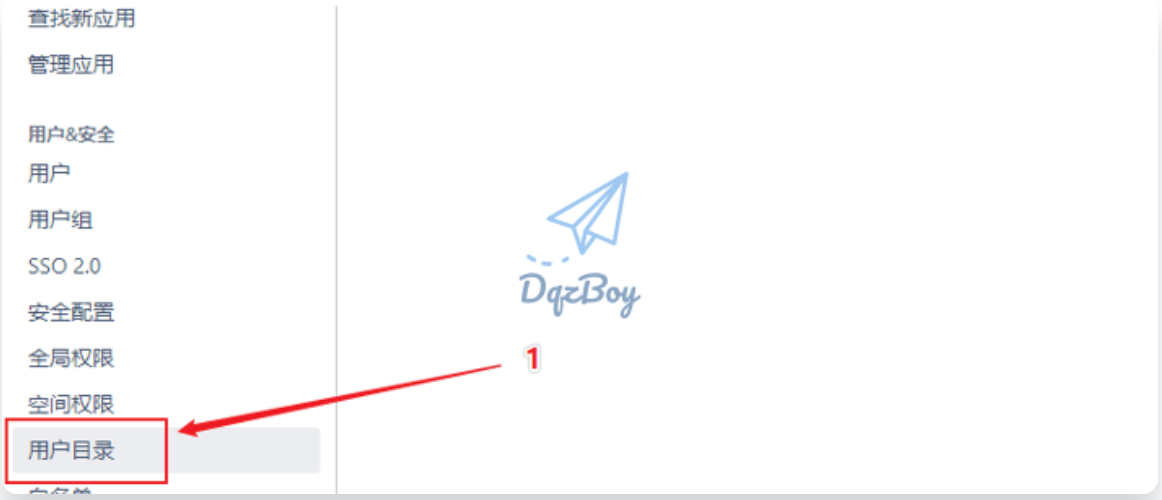 查找新应用
管理应用
用户&安全
用户
用户组
SSO 2.0
安全配置
全局权限
空间权限
用户目录
DqzBoy
1